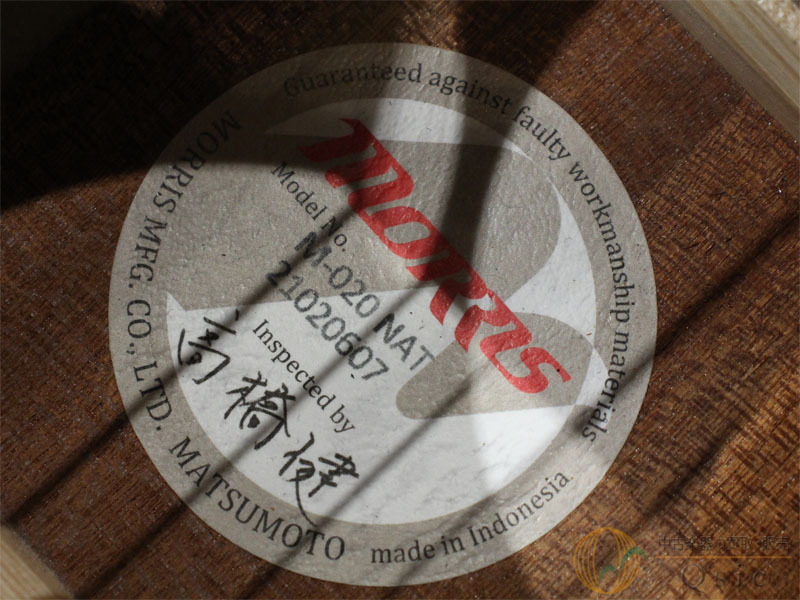 Guaranteed against faulty workmanship materials
MORRIS
Model No.
M-020 NAT
21020607
Inspected by
高橋健
MORRIS MFG. CO., LTD. MATSUMOTO
made in Indonesia